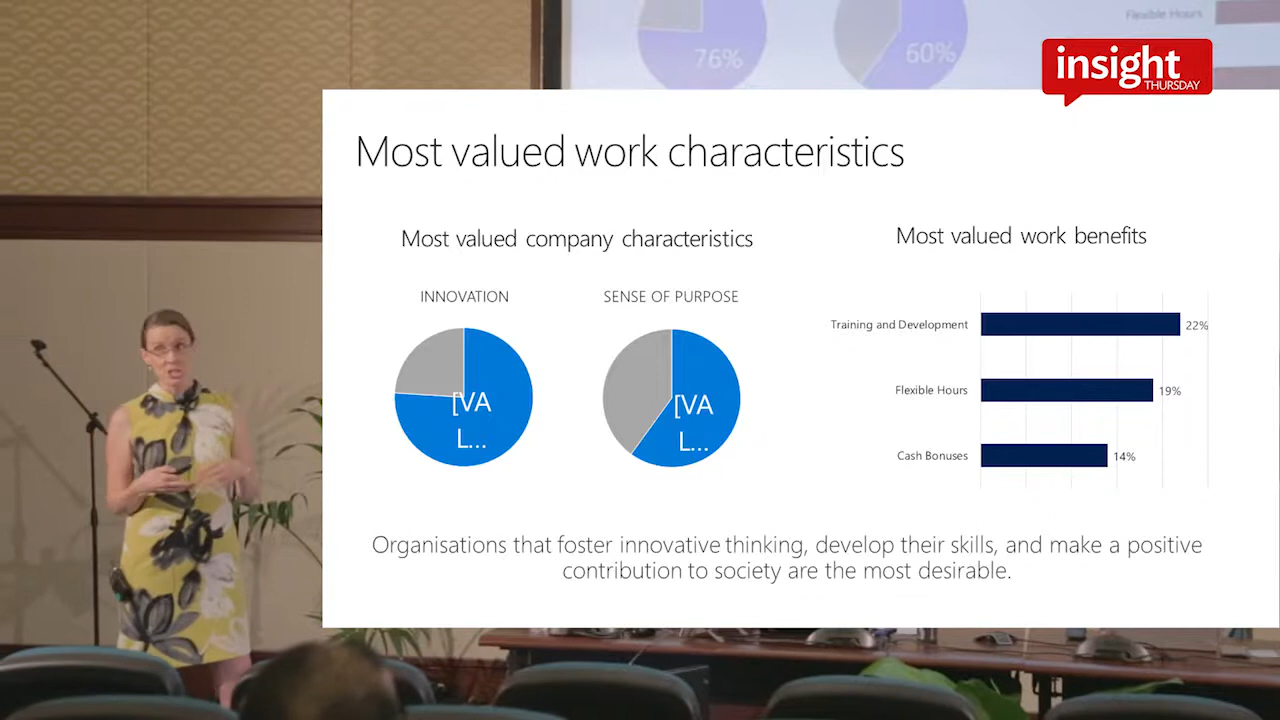 76%
60%
Flexible Hours
insight
THURSDAY
Most valued work characteristics
Most valued company characteristics
Most valued work benefits
INNOVATION
SENSE OF PURPOSE
[VA
L...
[VA
L...
Training and Development
22%
Flexible Hours
19%
Cash Bonuses
14%
Organisations that foster innovative thinking, develop their skills, and make a positive
contribution to society are the most desirable.